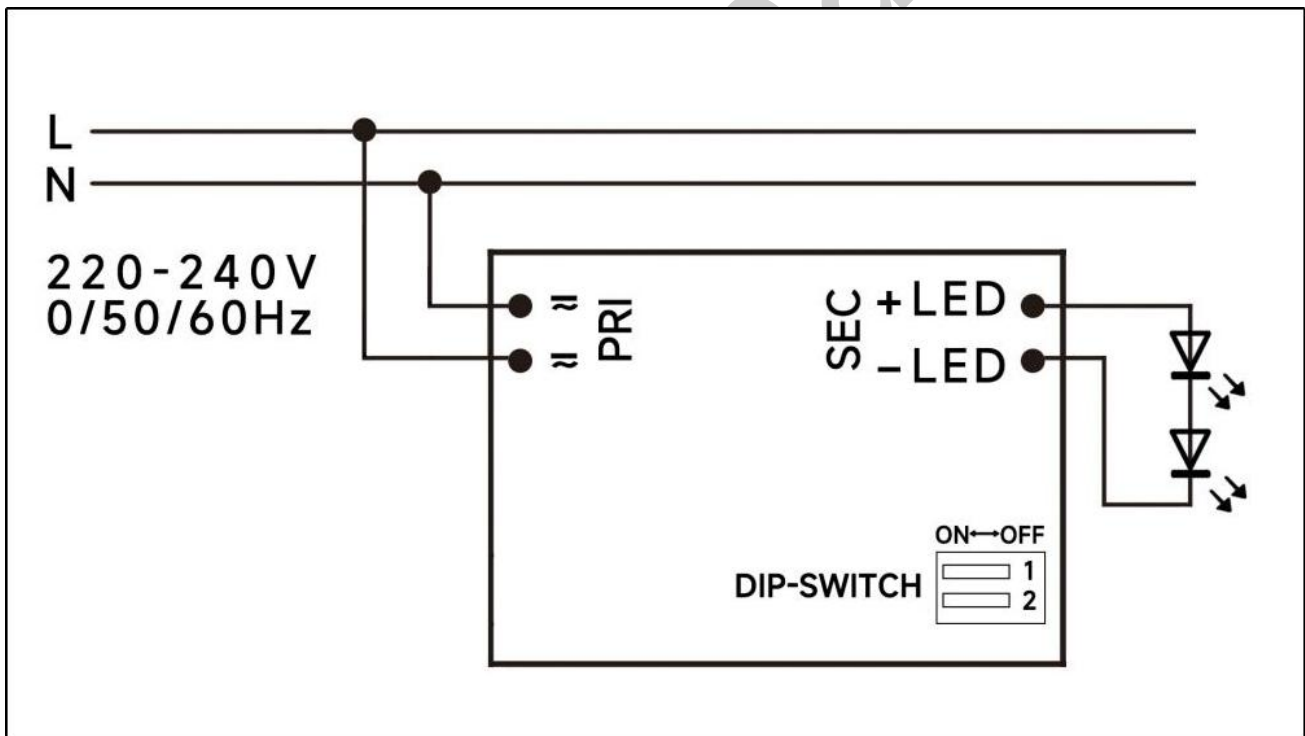 L
N
220-240V
0/50/60Hz
PRI
SEC
+LED
-LED
ON↔OFF
DIP-SWITCH
1
2